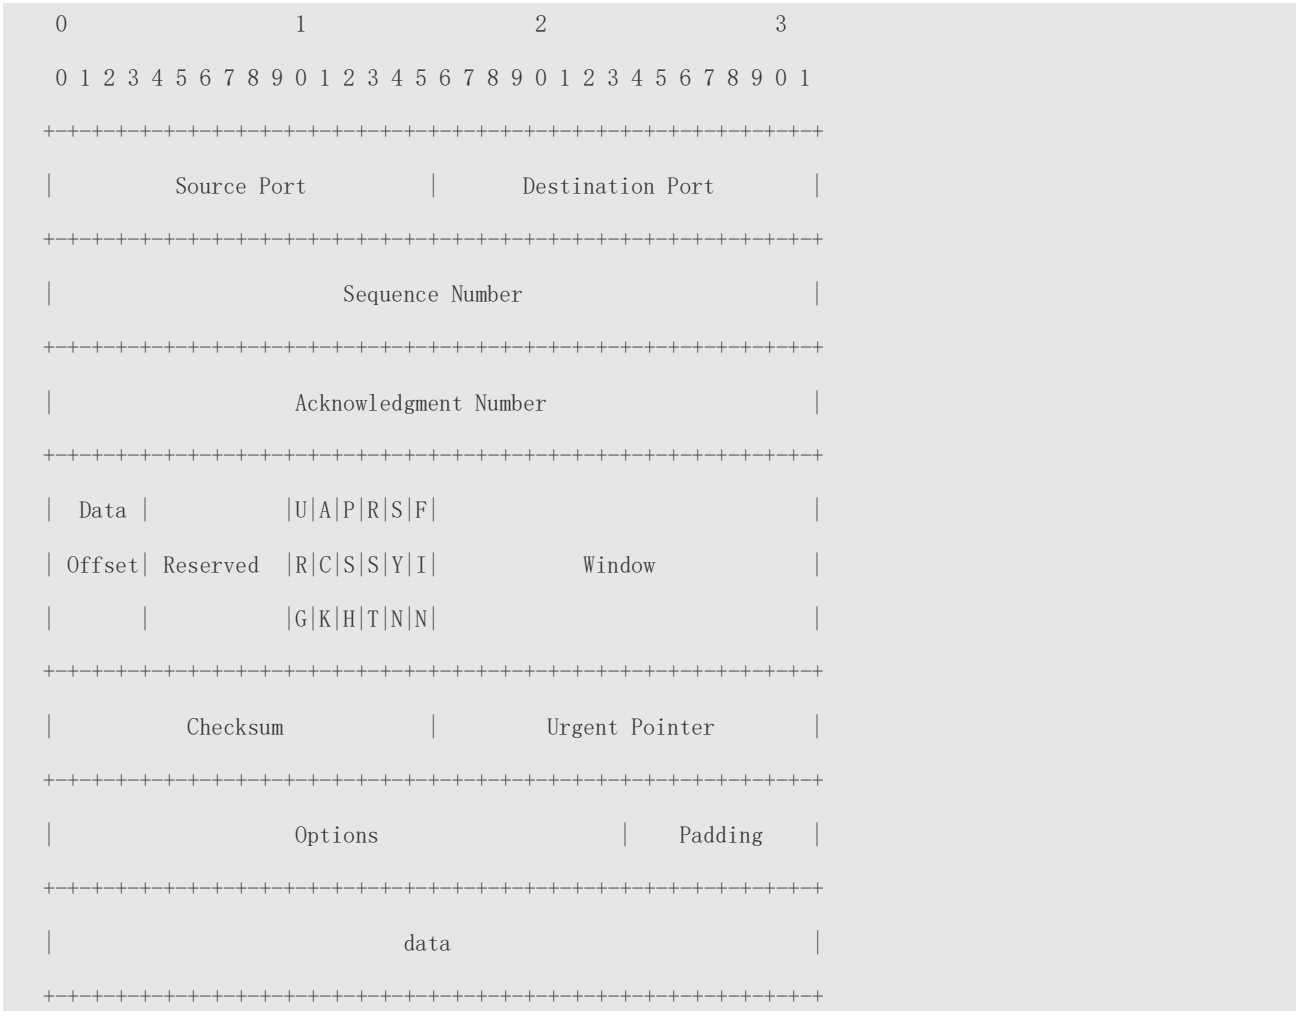 0                   1                   2                   3
 0 1 2 3 4 5 6 7 8 9 0 1 2 3 4 5 6 7 8 9 0 1 2 3 4 5 6 7 8 9 0 1
+-+-+-+-+-+-+-+-+-+-+-+-+-+-+-+-+-+-+-+-+-+-+-+-+-+-+-+-+-+-+-+-+
|          Source Port          |       Destination Port        |
+-+-+-+-+-+-+-+-+-+-+-+-+-+-+-+-+-+-+-+-+-+-+-+-+-+-+-+-+-+-+-+-+
|                        Sequence Number                        |
+-+-+-+-+-+-+-+-+-+-+-+-+-+-+-+-+-+-+-+-+-+-+-+-+-+-+-+-+-+-+-+-+
|                    Acknowledgment Number                      |
+-+-+-+-+-+-+-+-+-+-+-+-+-+-+-+-+-+-+-+-+-+-+-+-+-+-+-+-+-+-+-+-+
|  Data |           |U|A|P|R|S|F|                               |
| Offset| Reserved  |R|C|S|S|Y|I|            Window             |
|       |           |G|K|H|T|N|N|                               |
+-+-+-+-+-+-+-+-+-+-+-+-+-+-+-+-+-+-+-+-+-+-+-+-+-+-+-+-+-+-+-+-+
|           Checksum            |         Urgent Pointer        |
+-+-+-+-+-+-+-+-+-+-+-+-+-+-+-+-+-+-+-+-+-+-+-+-+-+-+-+-+-+-+-+-+
|                    Options                    |    Padding    |
+-+-+-+-+-+-+-+-+-+-+-+-+-+-+-+-+-+-+-+-+-+-+-+-+-+-+-+-+-+-+-+-+
|                             data                              |
+-+-+-+-+-+-+-+-+-+-+-+-+-+-+-+-+-+-+-+-+-+-+-+-+-+-+-+-+-+-+-+-+